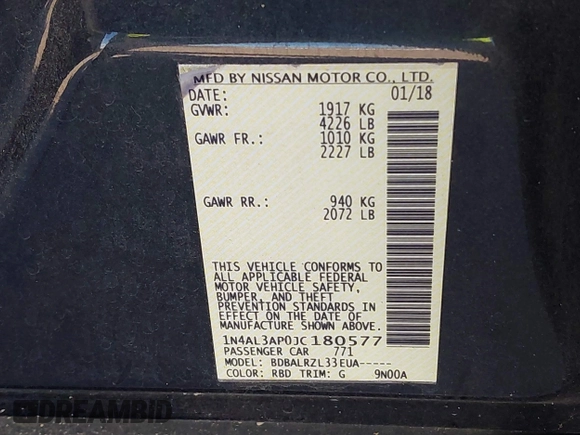 MFD BY NISSAN MOTOR CO., LTD.
DATE: 01/18
GVWR: 1917 KG
4226 LB
GAWR FR.: 1010 KG
2227 LB
GAWR RR.: 940 KG
2072 LB
THIS VEHICLE CONFORMS TO
ALL APPLICABLE FEDERAL
MOTOR VEHICLE SAFETY,
BUMPER, AND THEFT
PREVENTION STANDARDS IN
EFFECT ON THE DATE OF
MANUFACTURE SHOWN ABOVE.
1N4AL3AP0JC180577
PASSENGER CAR 771
MODEL: BDBALRZL33EUA-----
COLOR: RBD TRIM: G 9N00A
DREAMBID